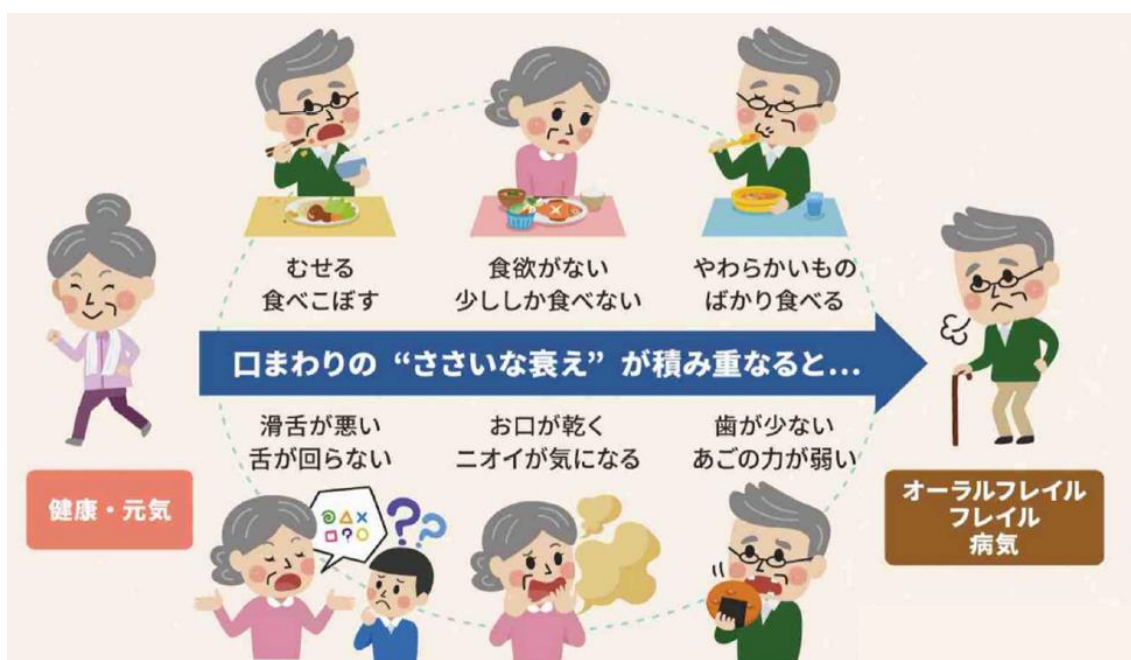 むせる
食べこぼす
食欲がない
少ししか食べない
やわらかいもの
ばかり食べる
口まわりの “ささいな衰え” が積み重なると…
滑舌が悪い
舌が回らない
お口が乾く
ニオイが気になる
歯が少ない
あごの力が弱い
健康・元気
オーラルフレイル
フレイル
病気